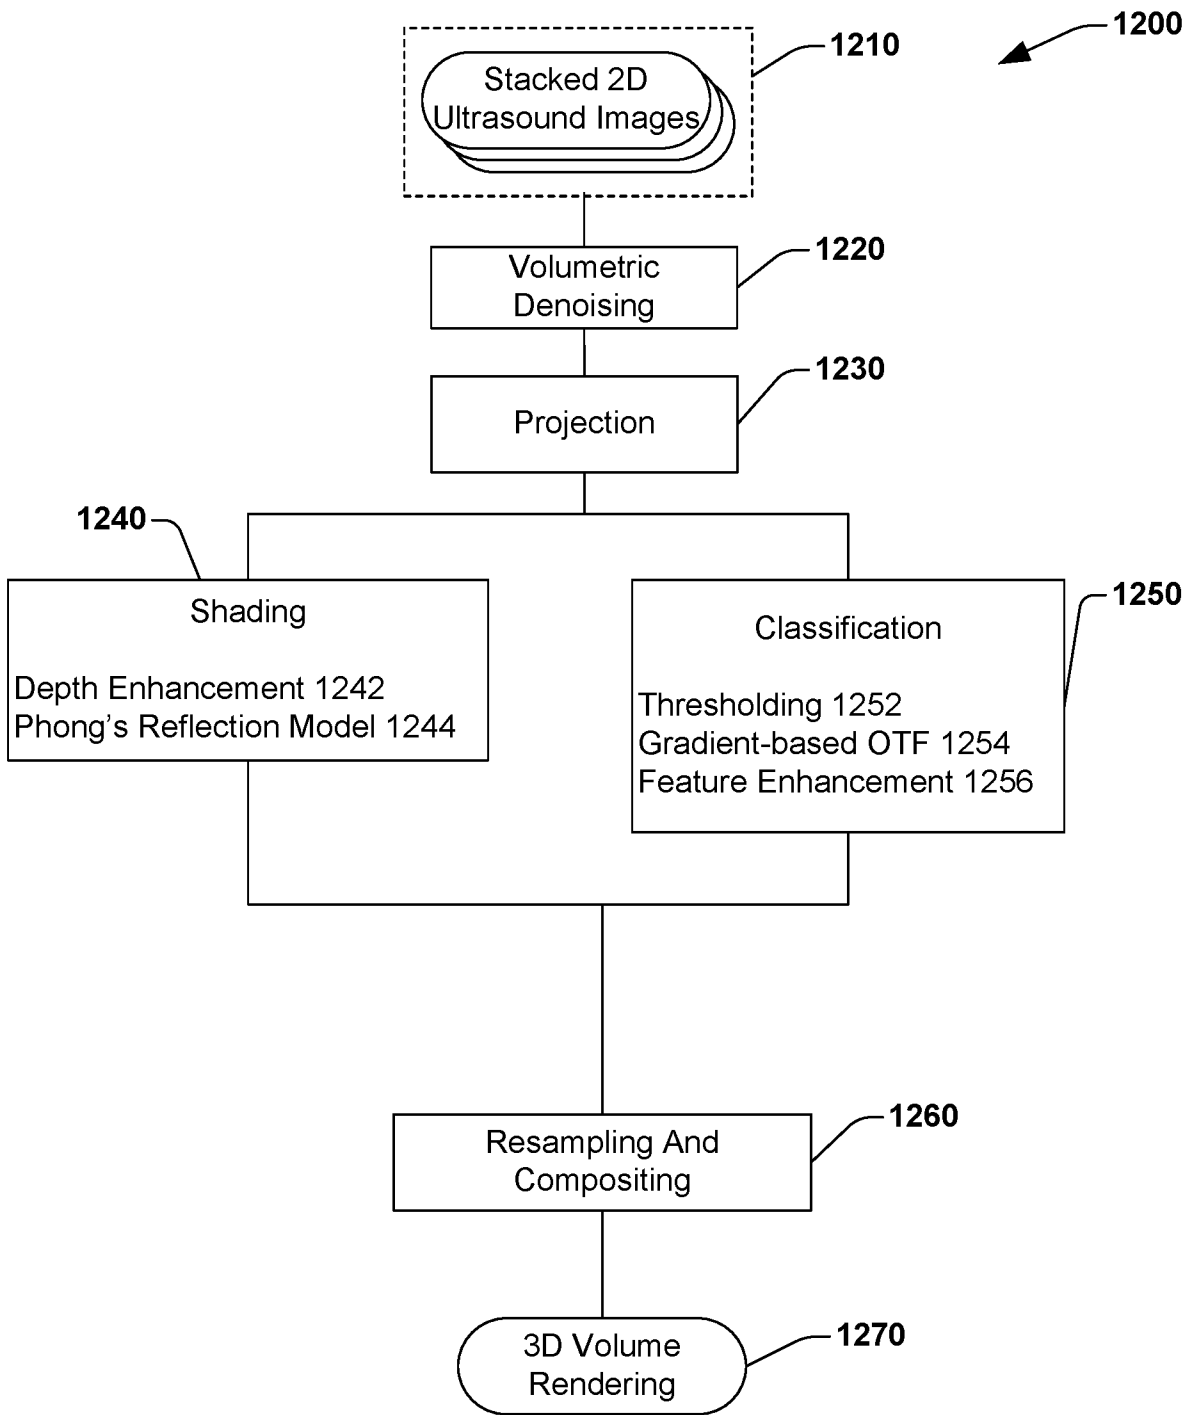 1200
1210
Stacked 2D
Ultrasound Images
1220
Volumetric
Denoising
1230
Projection
1240
Shading
Depth Enhancement 1242
Phong's Reflection Model 1244
1250
Classification
Thresholding 1252
Gradient-based OTF 1254
Feature Enhancement 1256
1260
Resampling And
Compositing
1270
3D Volume
Rendering